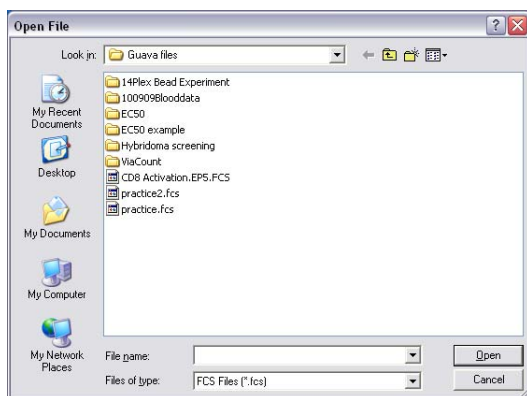 Open File
Look in: Guava files
My Recent
Documents
Desktop
My Documents
My Computer
My Network
Places
14Plex Bead Experiment
100909Blooddata
EC50
EC50 example
Hybridoma screening
ViaCount
CD8 Activation.EP5.FCS
practice2.fcs
practice.fcs
File name:
Open
Files of type: FCS Files (*.fcs)
Cancel